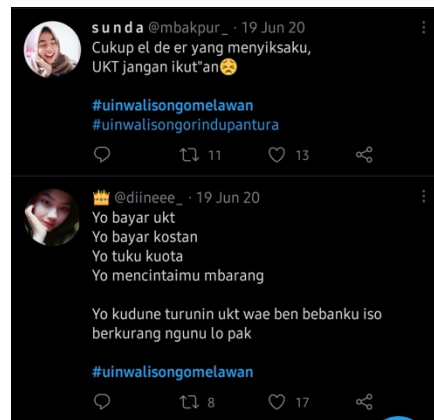 s u n d a @mbakpur_ · 19 Jun 20
Cukup el de er yang menyiksaku,
UKT jangan ikut"an😣
#uinwalisongomelawan
#uinwalisongorindupantura
11 13
👑 @diineee_ · 19 Jun 20
Yo bayar ukt
Yo bayar kostan
Yo tuku kuota
Yo mencintaimu mbarang
Yo kudune turunin ukt wae ben bebanku iso
berkurang ngunu lo pak
#uinwalisongomelawan
8 17